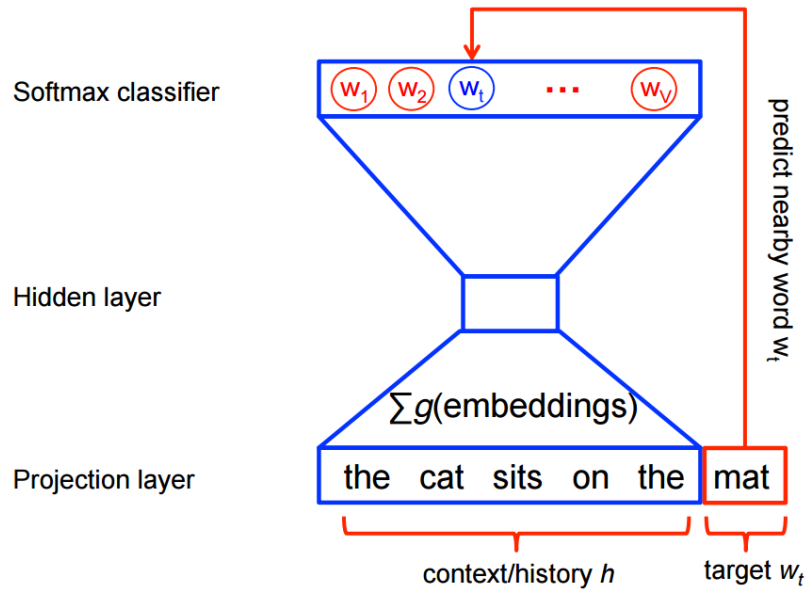 Softmax classifier
w1 w2 wt ... wV
predict nearby word wt
Hidden layer
∑g(embeddings)
Projection layer
the cat sits on the mat
context/history h
target wt